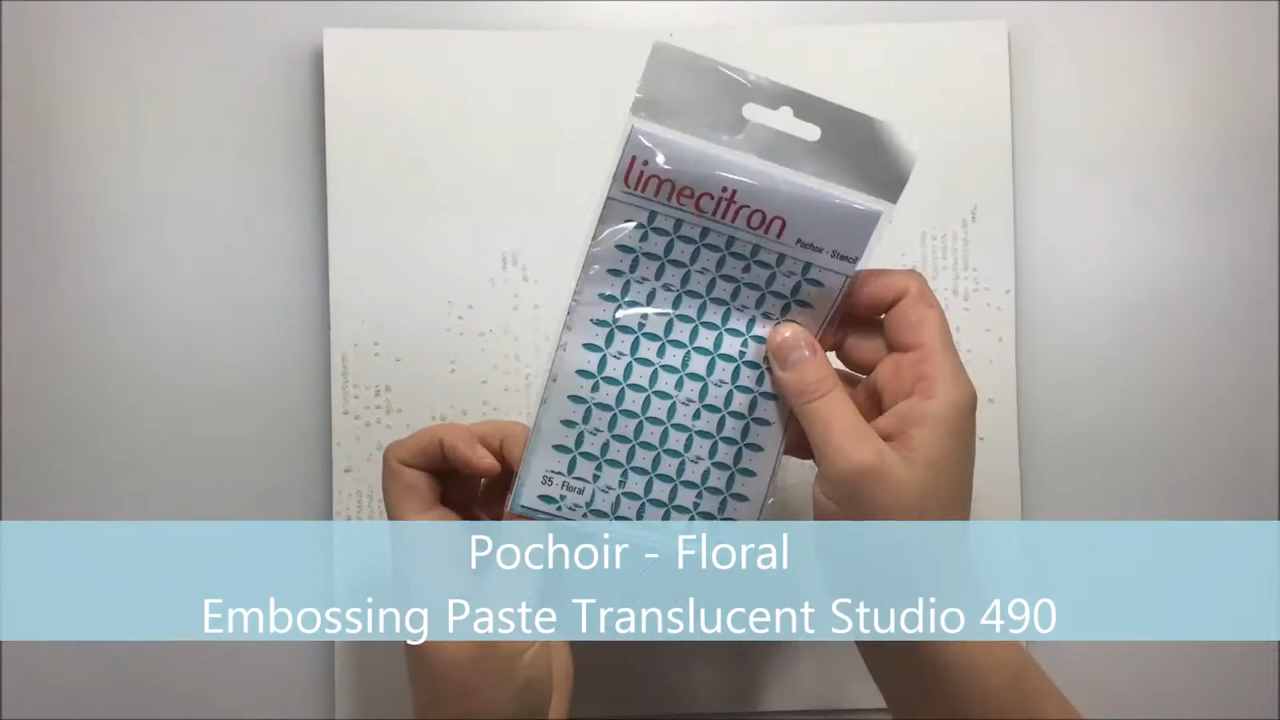 limecitron
Pochoir - Stencil
S5 - Floral
Pochoir - Floral
Embossing Paste Translucent Studio 490